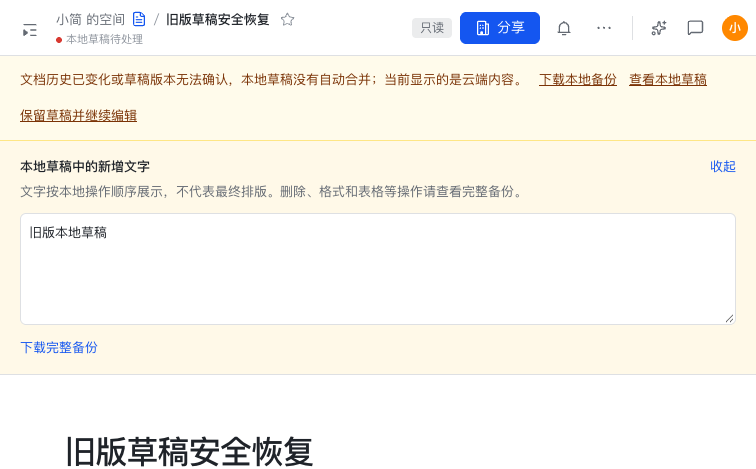 小简 的空间 / 旧版草稿安全恢复
本地草稿待处理
只读
分享
小
文档历史已变化或草稿版本无法确认，本地草稿没有自动合并；当前显示的是云端内容。 下载本地备份 查看本地草稿
保留草稿并继续编辑
本地草稿中的新增文字
收起
文字按本地操作顺序展示，不代表最终排版。删除、格式和表格等操作请查看完整备份。
旧版本地草稿
下载完整备份
旧版草稿安全恢复